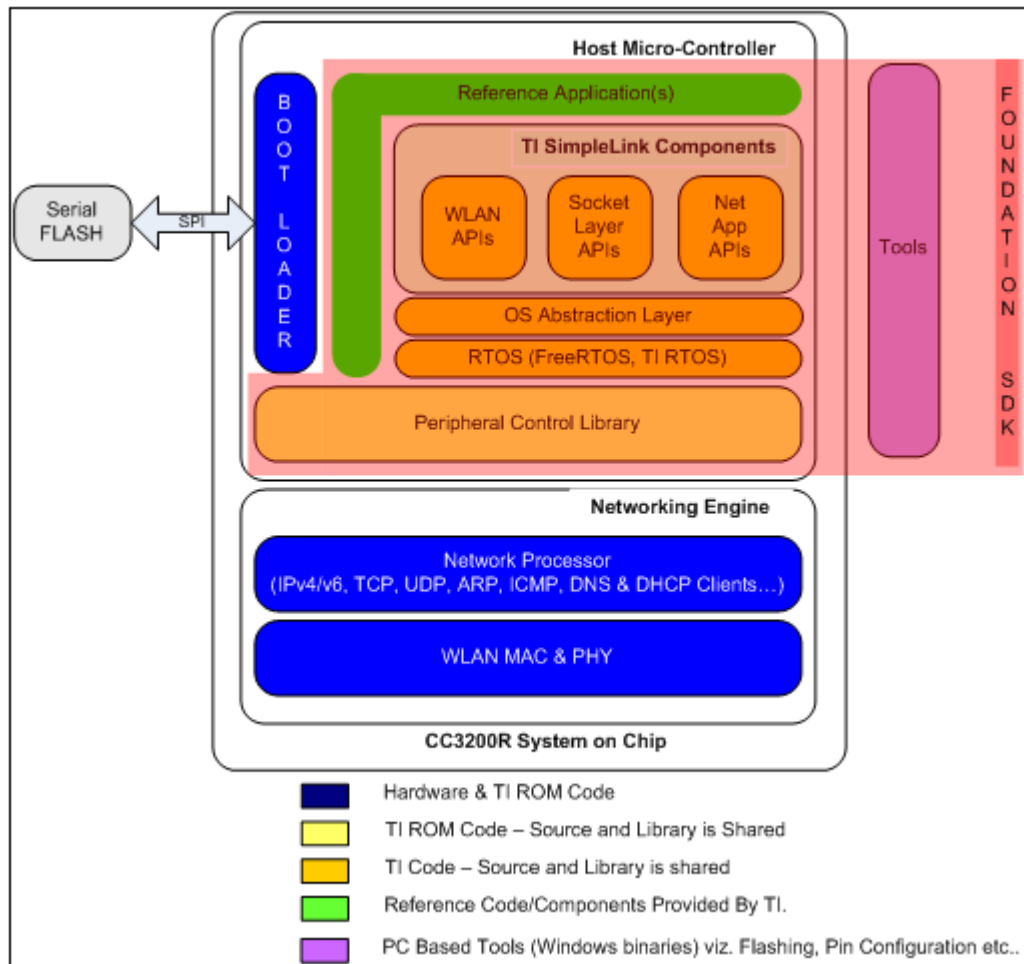 Host Micro-Controller
BOOT LOADER
Reference Application(s)
TI SimpleLink Components
WLAN
APIs
Socket
Layer
APIs
Net
App
APIs
OS Abstraction Layer
RTOS (FreeRTOS, TI RTOS)
Peripheral Control Library
Serial
FLASH
SPI
Tools
FOUNDATION SDK
Networking Engine
Network Processor
(IPv4/v6, TCP, UDP, ARP, ICMP, DNS & DHCP Clients…)
WLAN MAC & PHY
CC3200R System on Chip
Hardware & TI ROM Code
TI ROM Code – Source and Library is Shared
TI Code – Source and Library is shared
Reference Code/Components Provided By TI.
PC Based Tools (Windows binaries) viz. Flashing, Pin Configuration etc..